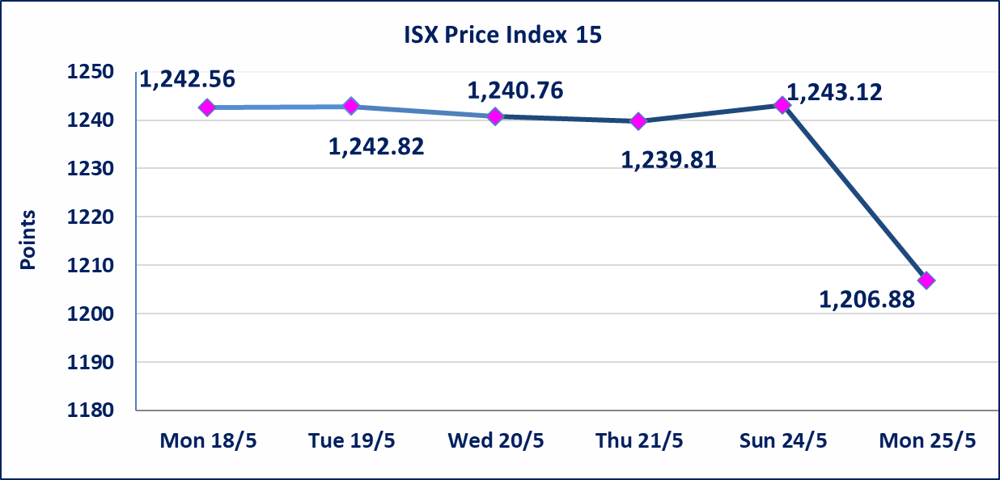 ISX Price Index 15
Points
1250
1240
1230
1220
1210
1200
1190
1180
1,242.56
1,242.82
1,240.76
1,239.81
1,243.12
1,206.88
Mon 18/5
Tue 19/5
Wed 20/5
Thu 21/5
Sun 24/5
Mon 25/5